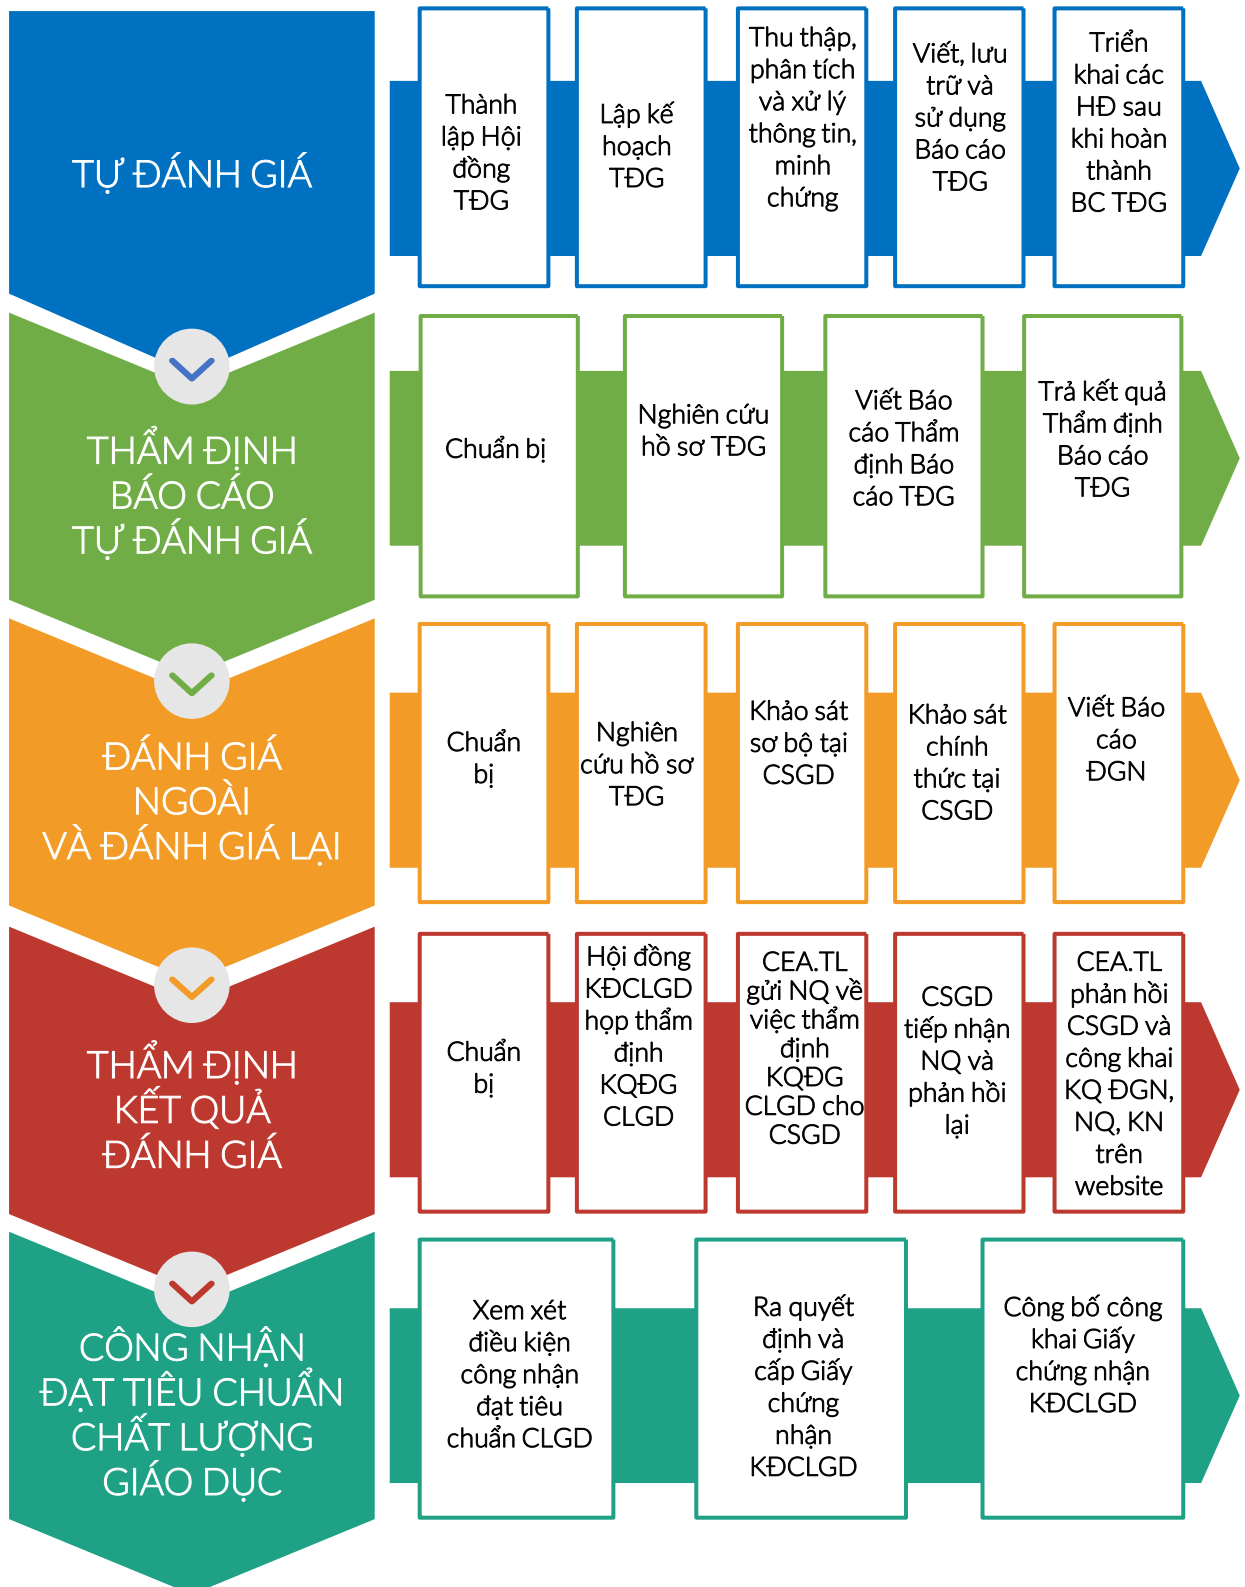 TỰ ĐÁNH GIÁ
Thành
lập Hội
đồng
TĐG
Lập kế
hoạch
TĐG
Thu thập,
phân tích
và xử lý
thông tin,
minh
chứng
Viết, lưu
trữ và
sử dụng
Báo cáo
TĐG
Triển
khai các
HĐ sau
khi hoàn
thành
BC TĐG
THẨM ĐỊNH
BÁO CÁO
TỰ ĐÁNH GIÁ
Chuẩn bị
Nghiên cứu
hồ sơ TĐG
Viết Báo
cáo Thẩm
định Báo
cáo TĐG
Trả kết quả
Thẩm định
Báo cáo
TĐG
ĐÁNH GIÁ
NGOÀI
VÀ ĐÁNH GIÁ LẠI
Chuẩn
bị
Nghiên
cứu hồ sơ
TĐG
Khảo sát
sơ bộ tại
CSGD
Khảo sát
chính
thức tại
CSGD
Viết Báo
cáo
ĐGN
THẨM ĐỊNH
KẾT QUẢ
ĐÁNH GIÁ
Chuẩn
bị
Hội đồng
KĐCLGD
họp thẩm
định
KQĐG
CLGD
CEA.TL
gửi NQ về
việc thẩm
định
KQĐG
CLGD cho
CSGD
CSGD
tiếp nhận
NQ và
phản hồi
lại
CEA.TL
phản hồi
CSGD và
công khai
KQ ĐGN,
NQ, KN
trên
website
CÔNG NHẬN
ĐẠT TIÊU CHUẨN
CHẤT LƯỢNG
GIÁO DỤC
Xem xét
điều kiện
công nhận
đạt tiêu
chuẩn CLGD
Ra quyết
định và
cấp Giấy
chứng
nhận
KĐCLGD
Công bố công
khai Giấy
chứng nhận
KĐCLGD